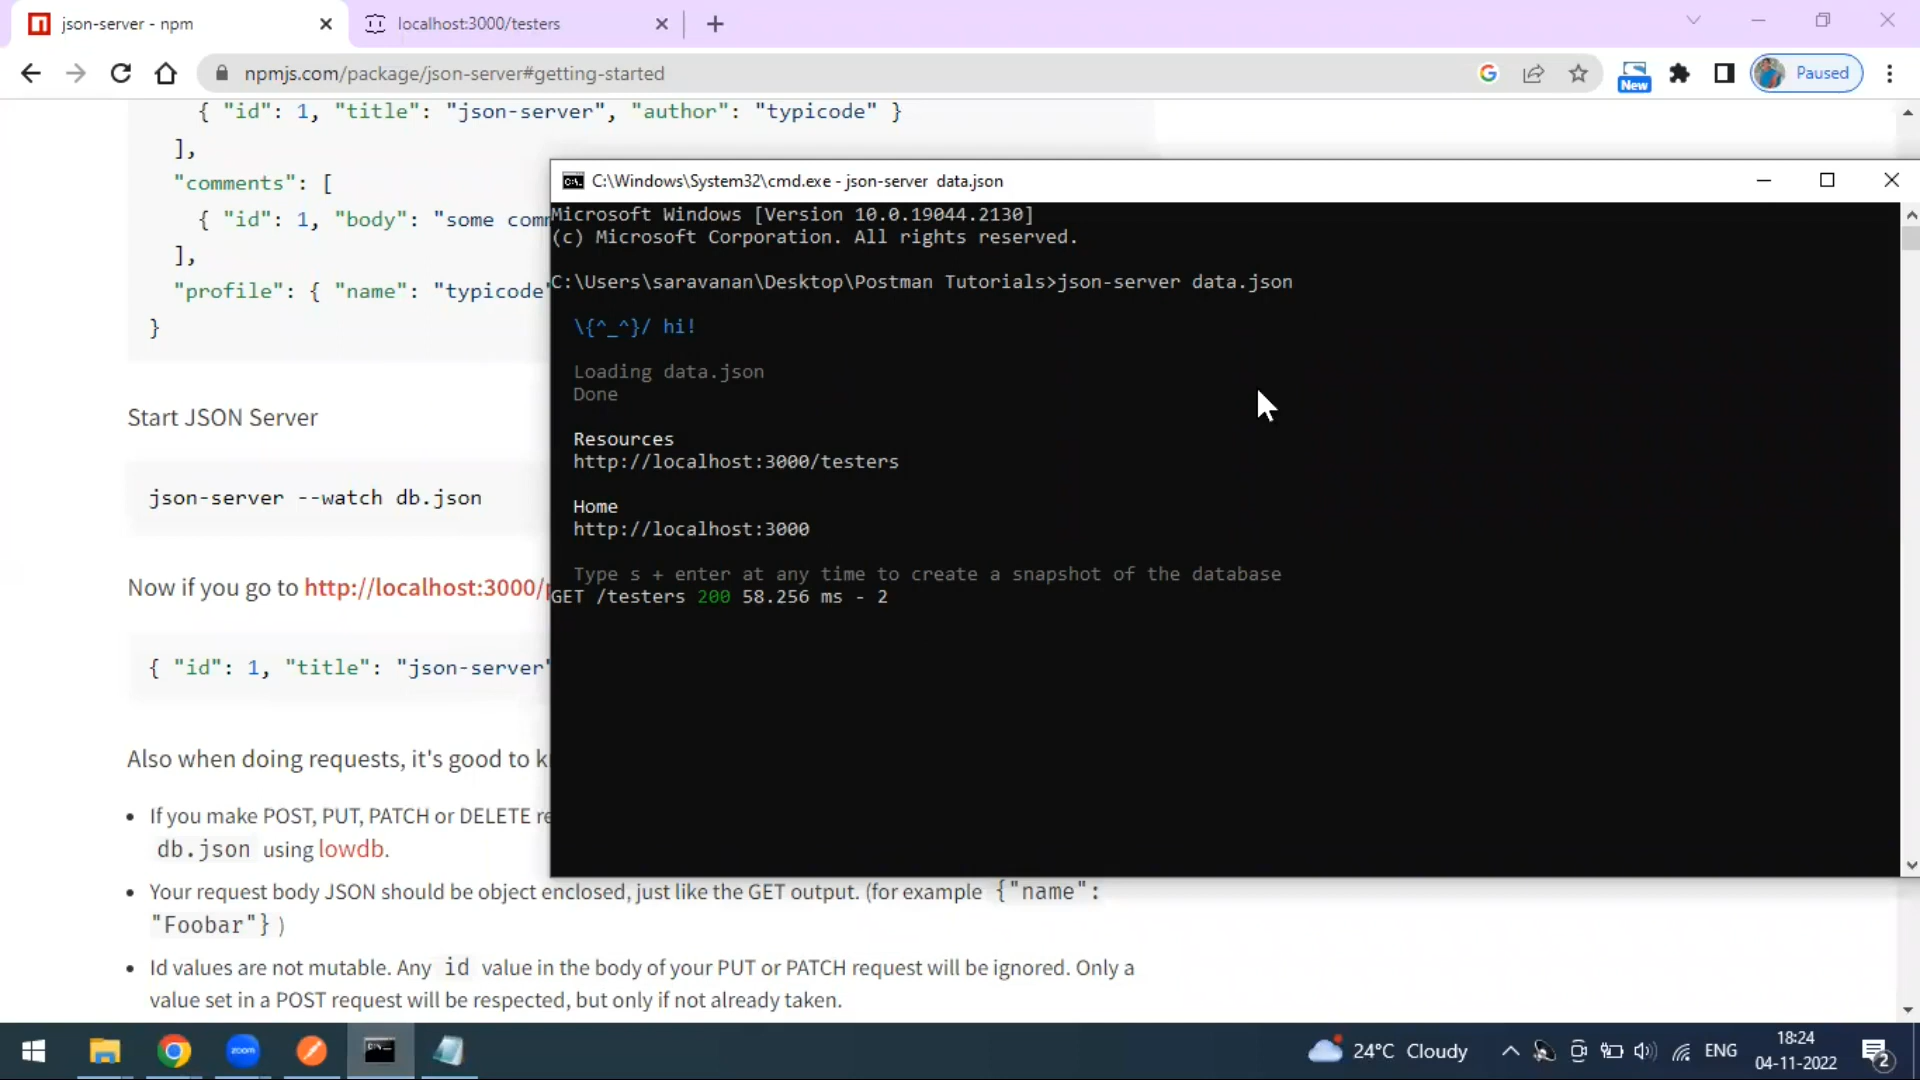 json-server - npm
localhost:3000/testers
npmjs.com/package/json-server#getting-started
New
Paused
{ "id": 1, "title": "json-server", "author": "typicode" }
],
"comments": [
{ "id": 1, "body": "some comm
],
"profile": { "name": "typicode"
}
Start JSON Server
json-server --watch db.json
Now if you go to http://localhost:3000/
{ "id": 1, "title": "json-server"
Also when doing requests, it's good to k
• If you make POST, PUT, PATCH or DELETE re
db.json using lowdb.
• Your request body JSON should be object enclosed, just like the GET output. (for example {"name":
"Foobar"} )
• Id values are not mutable. Any id value in the body of your PUT or PATCH request will be ignored. Only a
value set in a POST request will be respected, but only if not already taken.
C:\Windows\System32\cmd.exe - json-server  data.json
Microsoft Windows [Version 10.0.19044.2130]
(c) Microsoft Corporation. All rights reserved.
C:\Users\saravanan\Desktop\Postman Tutorials>json-server data.json
\{^_^}/ hi!
Loading data.json
Done
Resources
http://localhost:3000/testers
Home
http://localhost:3000
Type s + enter at any time to create a snapshot of the database
GET /testers 200 58.256 ms - 2
zoom
24°C Cloudy
ENG
18:24
04-11-2022
2